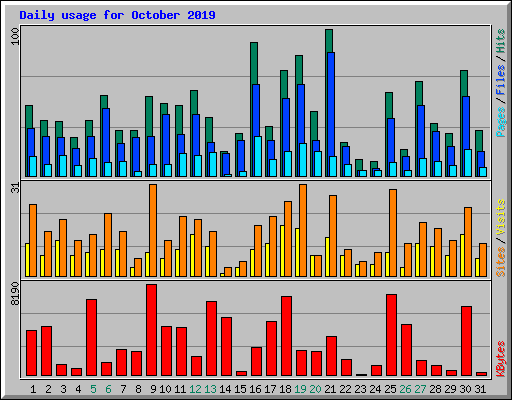 Daily usage for October 2019
100
Pages / Files / Hits
31
Sites / Visits
8190
KBytes
1 2 3 4 5 6 7 8 9 10 11 12 13 14 15 16 17 18 19 20 21 22 23 24 25 26 27 28 29 30 31